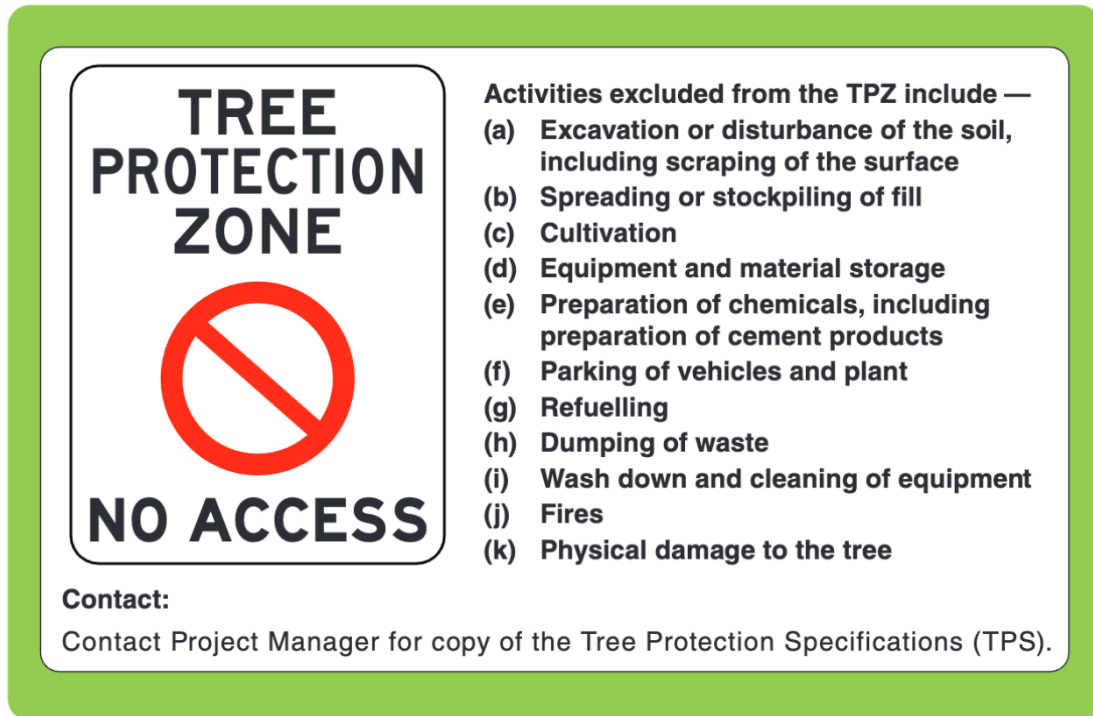 TREE
PROTECTION
ZONE
NO ACCESS
Activities excluded from the TPZ include —
(a) Excavation or disturbance of the soil,
including scraping of the surface
(b) Spreading or stockpiling of fill
(c) Cultivation
(d) Equipment and material storage
(e) Preparation of chemicals, including
preparation of cement products
(f) Parking of vehicles and plant
(g) Refuelling
(h) Dumping of waste
(i) Wash down and cleaning of equipment
(j) Fires
(k) Physical damage to the tree
Contact:
Contact Project Manager for copy of the Tree Protection Specifications (TPS).